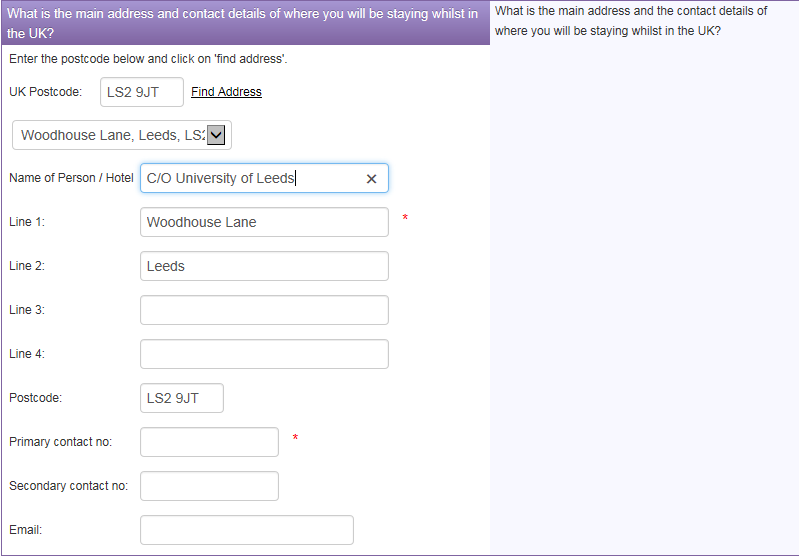 What is the main address and contact details of where you will be staying whilst in
the UK?
What is the main address and the contact details of
where you will be staying whilst in the UK?
Enter the postcode below and click on 'find address'.
UK Postcode: LS2 9JT Find Address
Woodhouse Lane, Leeds, LS2
Name of Person / Hotel C/O University of Leeds
Line 1: Woodhouse Lane *
Line 2: Leeds
Line 3:
Line 4:
Postcode: LS2 9JT
Primary contact no: *
Secondary contact no:
Email: